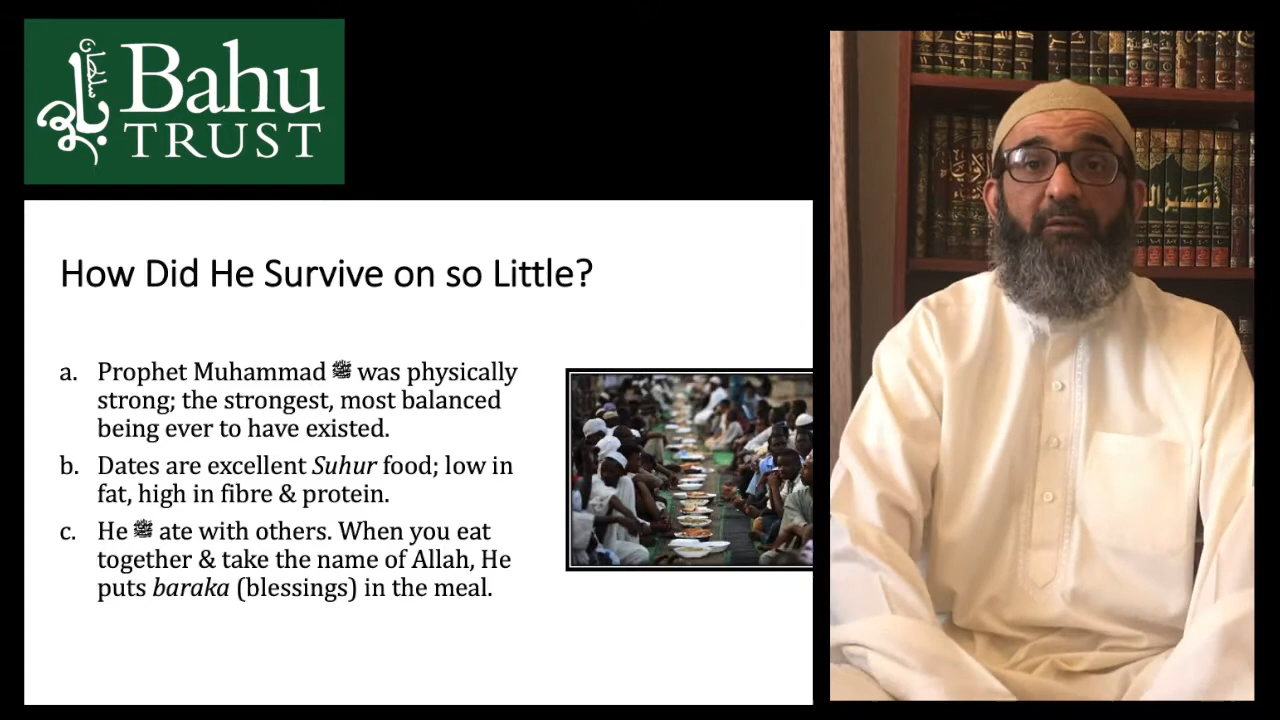 سلطان
باھو
Bahu
TRUST
How Did He Survive on so Little?
a. Prophet Muhammad ﷺ was physically
strong; the strongest, most balanced
being ever to have existed.
b. Dates are excellent Suhur food; low in
fat, high in fibre & protein.
c. He ﷺ ate with others. When you eat
together & take the name of Allah, He
puts baraka (blessings) in the meal.